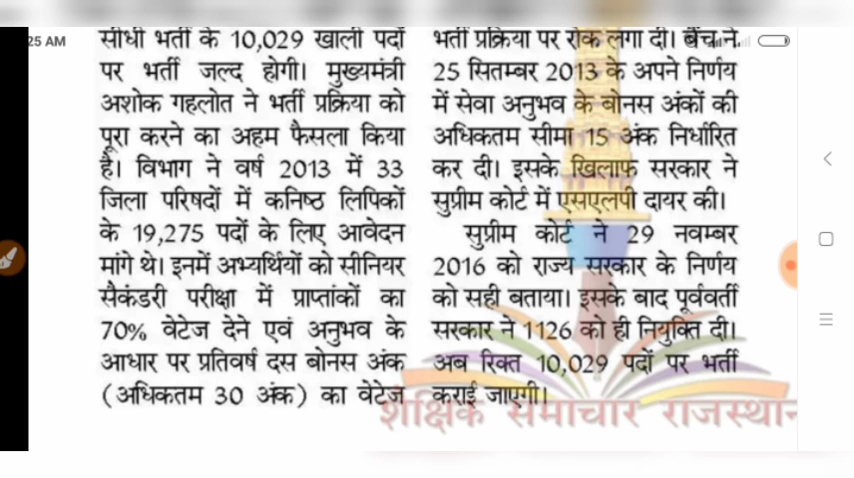 25 AM
सीधी भर्ती के 10,029 खाली पदों
पर भर्ती जल्द होगी। मुख्यमंत्री
अशोक गहलोत ने भर्ती प्रक्रिया को
पूरा करने का अहम फैसला किया
है। विभाग ने वर्ष 2013 में 33
जिला परिषदों में कनिष्ठ लिपिकों
के 19,275 पदों के लिए आवेदन
मांगे थे। इनमें अभ्यर्थियों को सीनियर
सैकंडरी परीक्षा में प्राप्तांकों का
70% वेटेज देने एवं अनुभव के
आधार पर प्रतिवर्ष दस बोनस अंक
(अधिकतम 30 अंक) का वेटेज
भर्ती प्रक्रिया पर रोक लगा दी। बैंच ने
25 सितम्बर 2013 के अपने निर्णय
में सेवा अनुभव के बोनस अंकों की
अधिकतम सीमा 15 अंक निर्धारित
कर दी। इसके खिलाफ सरकार ने
सुप्रीम कोर्ट में एसएलपी दायर की।
सुप्रीम कोर्ट ने 29 नवम्बर
2016 को राज्य सरकार के निर्णय
को सही बताया। इसके बाद पूर्ववर्ती
सरकार ने 1126 को ही नियुक्ति दी।
अब रिक्त 10,029 पदों पर भर्ती
कराई जाएगी।
शैक्षिक समाचार राजस्थान